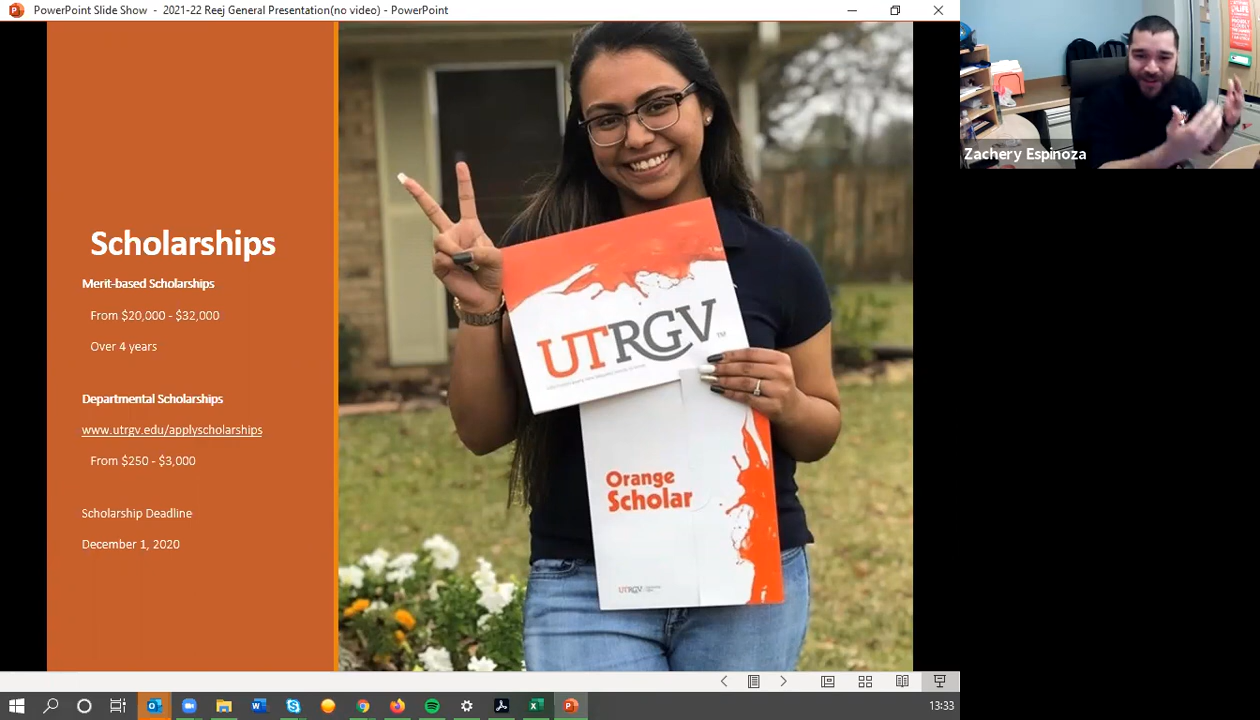 PowerPoint Slide Show - 2021-22 Reej General Presentation(no video) - PowerPoint
Scholarships
Merit-based Scholarships
From $20,000 - $32,000
Over 4 years
Departmental Scholarships
www.utrgv.edu/applyscholarships
From $250 - $3,000
Scholarship Deadline
December 1, 2020
UTRGV™
Orange
Scholar
UTRGV
Zachery Espinoza
13:33